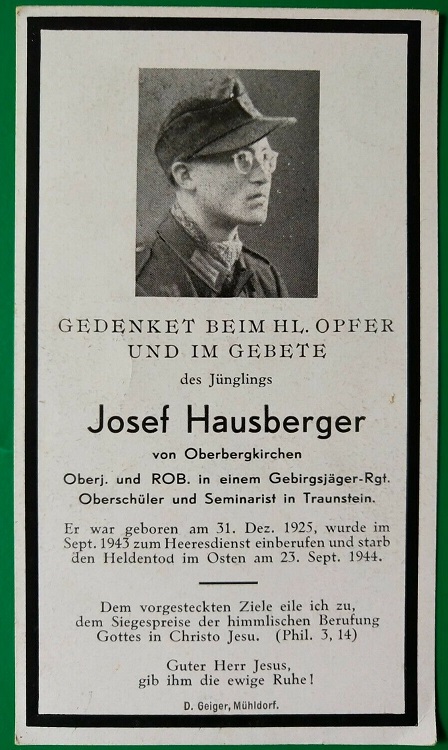 GEDENKET BEIM HL. OPFER
UND IM GEBETE
des Jünglings
Josef Hausberger
von Oberbergkirchen
Oberj. und ROB. in einem Gebirgsjäger-Rgt.
Oberschüler und Seminarist in Traunstein.
Er war geboren am 31. Dez. 1925, wurde im
Sept. 1943 zum Heeresdienst einberufen und starb
den Heldentod im Osten am 23. Sept. 1944.
Dem vorgesteckten Ziele eile ich zu,
dem Siegespreise der himmlischen Berufung
Gottes in Christo Jesu. (Phil. 3, 14)
Guter Herr Jesus,
gib ihm die ewige Ruhe!
D. Geiger, Mühldorf.